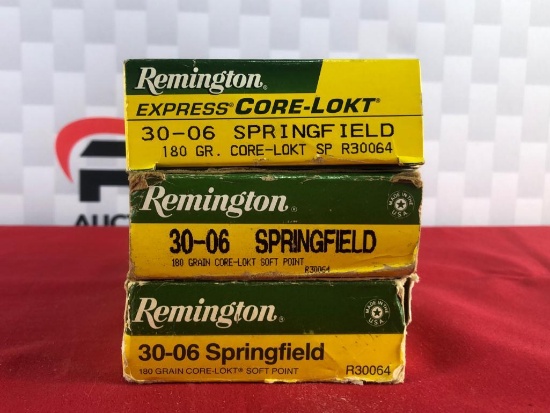 Remington®
EXPRESS® CORE-LOKT®
30-06 SPRINGFIELD
180 GR. CORE-LOKT SP R30064
AUC
Remington®
MADE IN THE U.S.A.
30-06 SPRINGFIELD
180 GRAIN CORE-LOKT SOFT POINT
R30064
Remington®
MADE IN THE U.S.A.
30-06 Springfield
180 GRAIN CORE-LOKT® SOFT POINT R30064